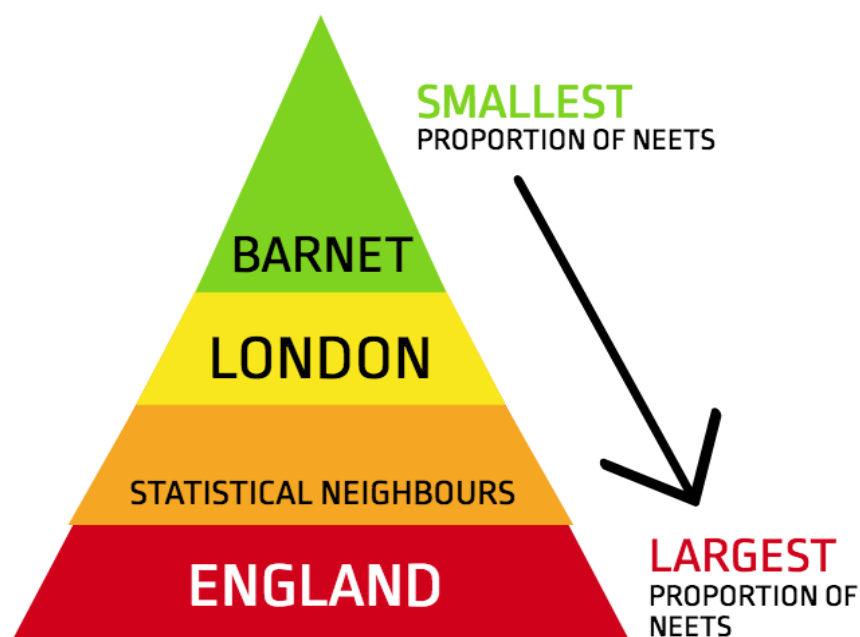 SMALLEST
PROPORTION OF NEETS
BARNET
LONDON
STATISTICAL NEIGHBOURS
ENGLAND
LARGEST
PROPORTION OF
NEETS